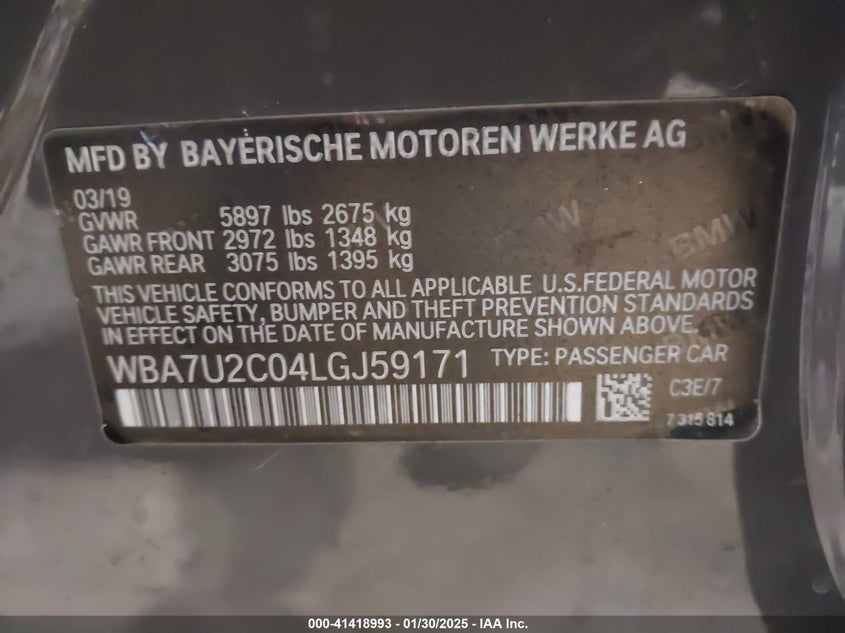 MFD BY BAYERISCHE MOTOREN WERKE AG
03/19
GVWR 5897 lbs 2675 kg
GAWR FRONT 2972 lbs 1348 kg
GAWR REAR 3075 lbs 1395 kg
THIS VEHICLE CONFORMS TO ALL APPLICABLE U.S.FEDERAL MOTOR
VEHICLE SAFETY, BUMPER AND THEFT PREVENTION STANDARDS
IN EFFECT ON THE DATE OF MANUFACTURE SHOWN ABOVE.
WBA7U2C04LGJ59171 TYPE: PASSENGER CAR
C3E/7
7315814
BMW
BMW
000-41418993 - 01/30/2025 - IAA Inc.